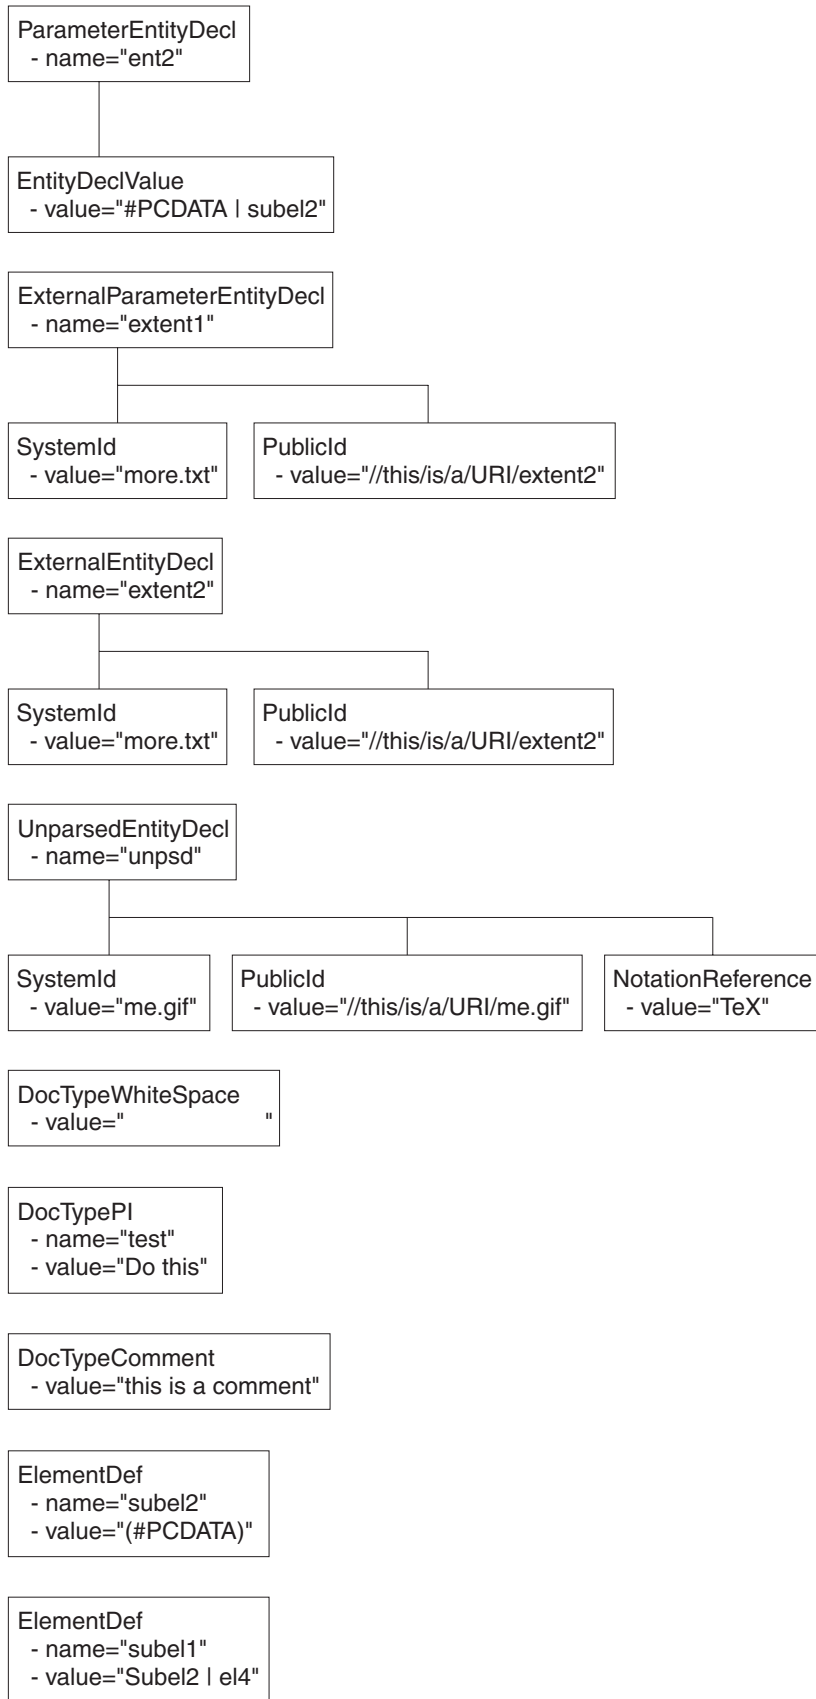 ParameterEntityDecl
- name="ent2"
EntityDeclValue
- value="#PCDATA | subel2"
ExternalParameterEntityDecl
- name="extent1"
SystemId
- value="more.txt"
PublicId
- value="//this/is/a/URI/extent2"
ExternalEntityDecl
- name="extent2"
SystemId
- value="more.txt"
PublicId
- value="//this/is/a/URI/extent2"
UnparsedEntityDecl
- name="unpsd"
SystemId
- value="me.gif"
PublicId
- value="//this/is/a/URI/me.gif"
NotationReference
- value="TeX"
DocTypeWhiteSpace
- value="                    "
DocTypePI
- name="test"
- value="Do this"
DocTypeComment
- value="this is a comment"
ElementDef
- name="subel2"
- value="(#PCDATA)"
ElementDef
- name="subel1"
- value="Subel2 | el4"